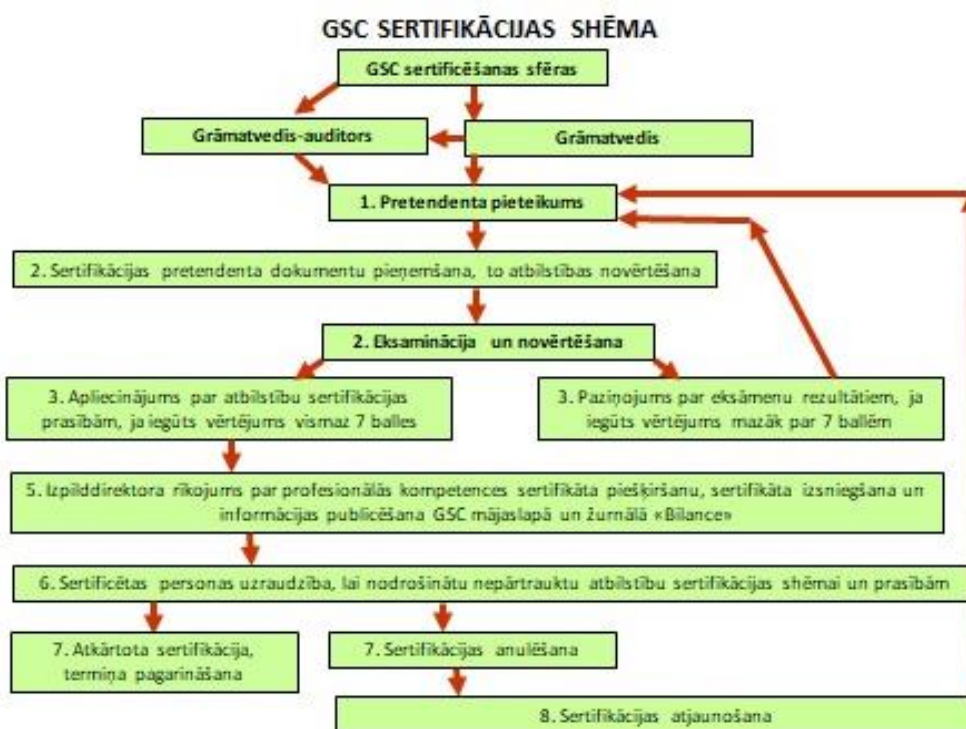 GSC SERTIFIKĀCIJAS SHĒMA
GSC sertificēšanas sfēras
Grāmatvedis-auditors
Grāmatvedis
1. Pretendenta pieteikums
2. Sertifikācijas pretendenta dokumentu pieņemšana, to atbilstības novērtēšana
2. Eksaminācija un novērtēšana
3. Apliecinājums par atbilstību sertifikācijas
prasībām, ja iegūts vērtējums vismaz 7 balles
3. Paziņojums par eksāmenu rezultātiem, ja
iegūts vērtējums mazāk par 7 ballēm
5. Izpilddirektora rīkojums par profesionālās kompetences sertifikāta piešķiršanu, sertifikāta izsniegšana un
informācijas publicēšana GSC mājaslapā un žurnālā «Bilance»
6. Sertificētas personas uzraudzība, lai nodrošinātu nepārtrauktu atbilstību sertifikācijas shēmai un prasībām
7. Atkārtota sertifikācija,
termiņa pagarināšana
7. Sertifikācijas anulēšana
8. Sertifikācijas atjaunošana